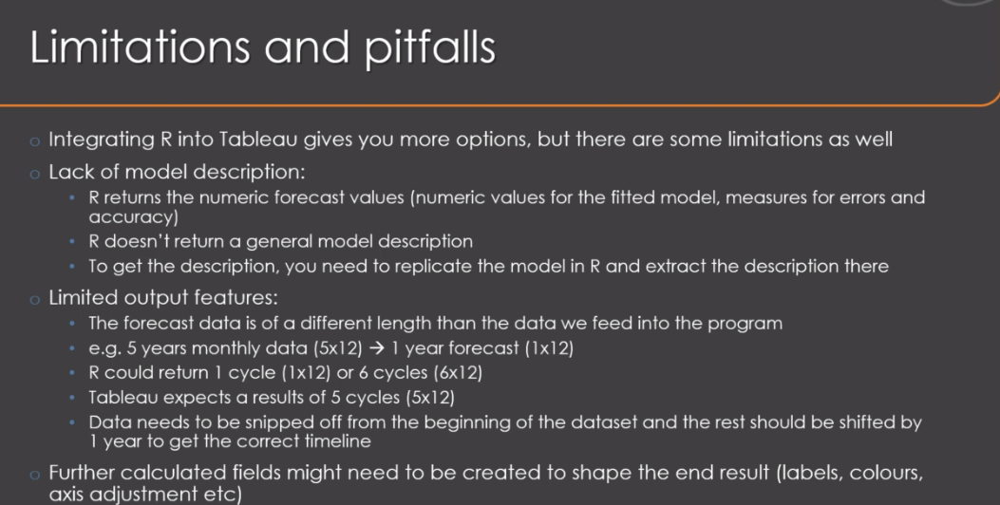 Limitations and pitfalls
o Integrating R into Tableau gives you more options, but there are some limitations as well
o Lack of model description:
• R returns the numeric forecast values (numeric values for the fitted model, measures for errors and
accuracy)
• R doesn't return a general model description
• To get the description, you need to replicate the model in R and extract the description there
o Limited output features:
• The forecast data is of a different length than the data we feed into the program
• e.g. 5 years monthly data (5x12) → 1 year forecast (1x12)
• R could return 1 cycle (1x12) or 6 cycles (6x12)
• Tableau expects a results of 5 cycles (5x12)
• Data needs to be snipped off from the beginning of the dataset and the rest should be shifted by
1 year to get the correct timeline
o Further calculated fields might need to be created to shape the end result (labels, colours,
axis adjustment etc)